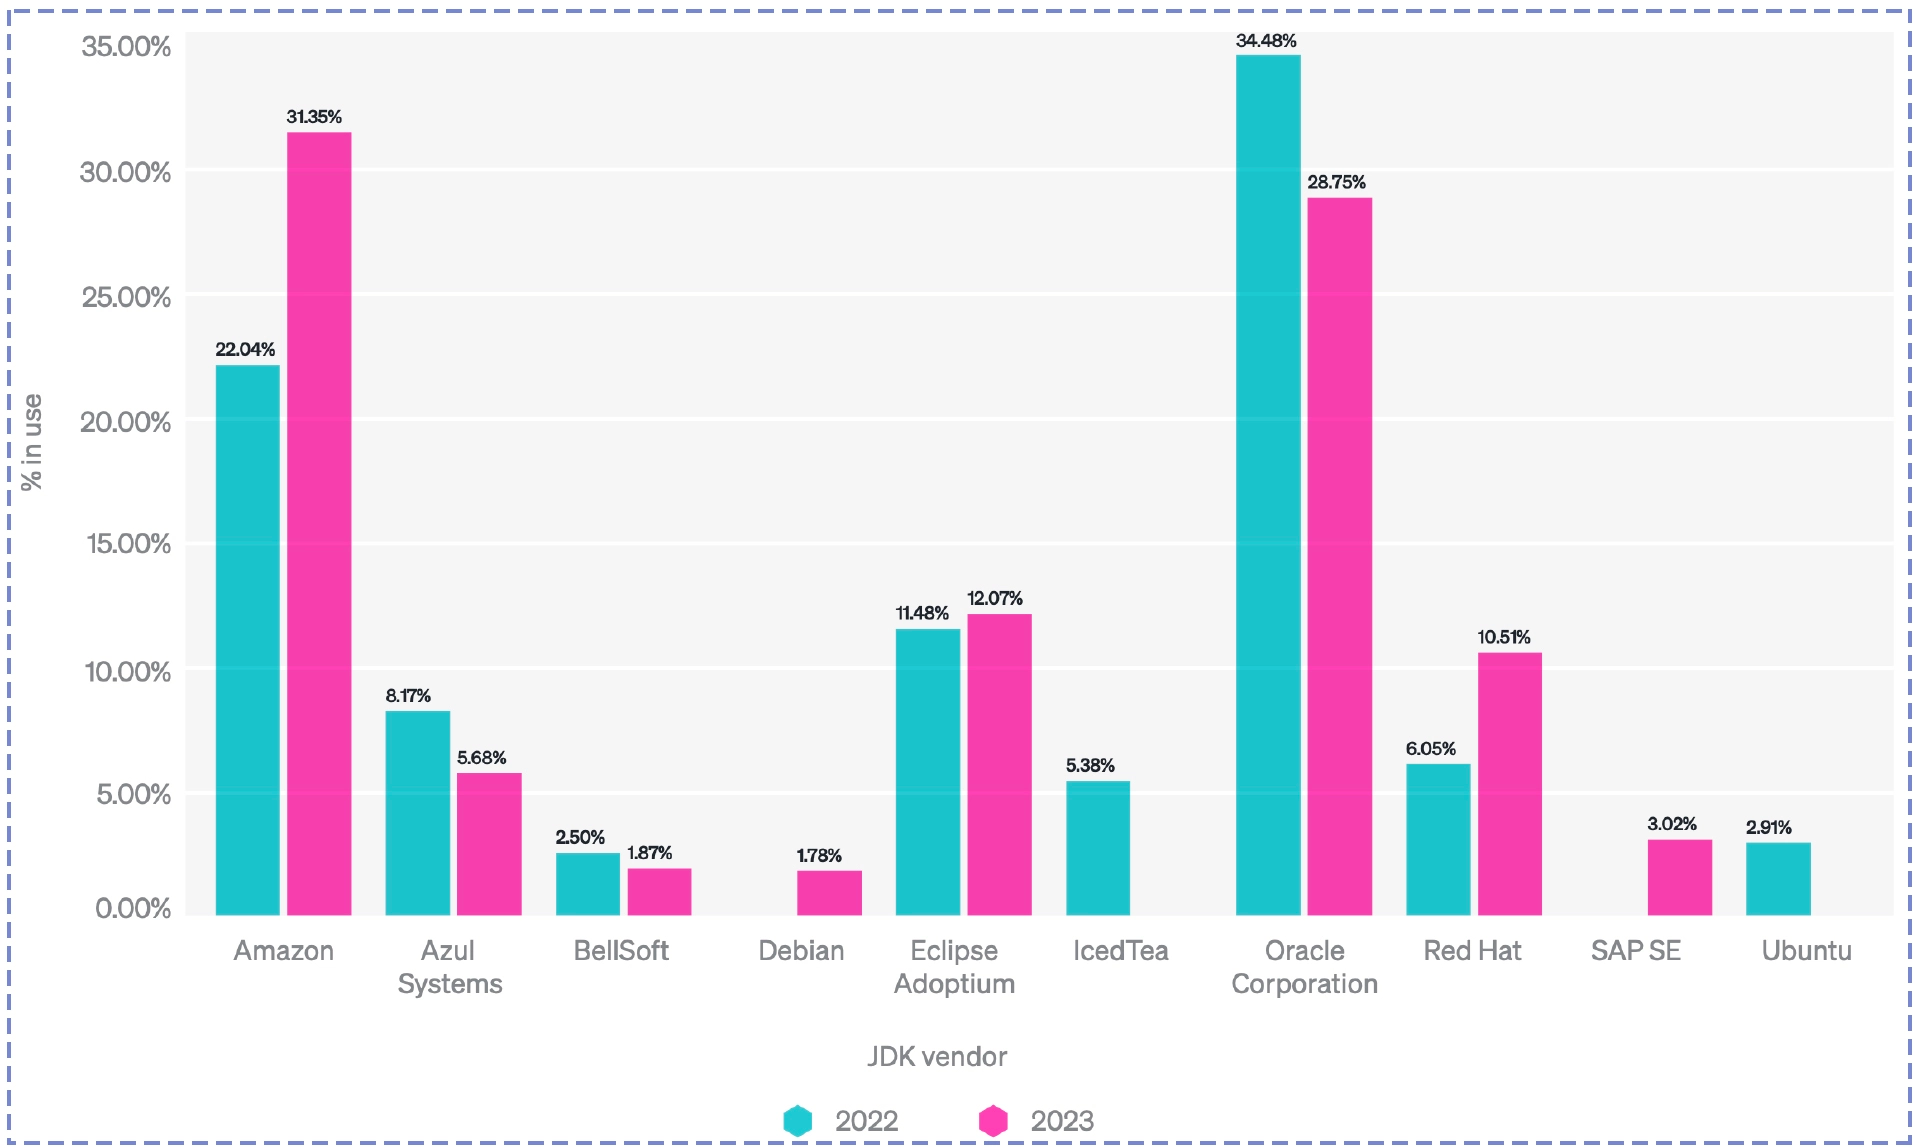 35.00%
30.00%
25.00%
20.00%
15.00%
10.00%
5.00%
0.00%
% in use
22.04%
31.35%
8.17%
5.68%
2.50%
1.87%
1.78%
11.48%
12.07%
5.38%
34.48%
28.75%
6.05%
10.51%
3.02%
2.91%
Amazon
Azul
Systems
BellSoft
Debian
Eclipse
Adoptium
IcedTea
Oracle
Corporation
Red Hat
SAP SE
Ubuntu
JDK vendor
2022
2023